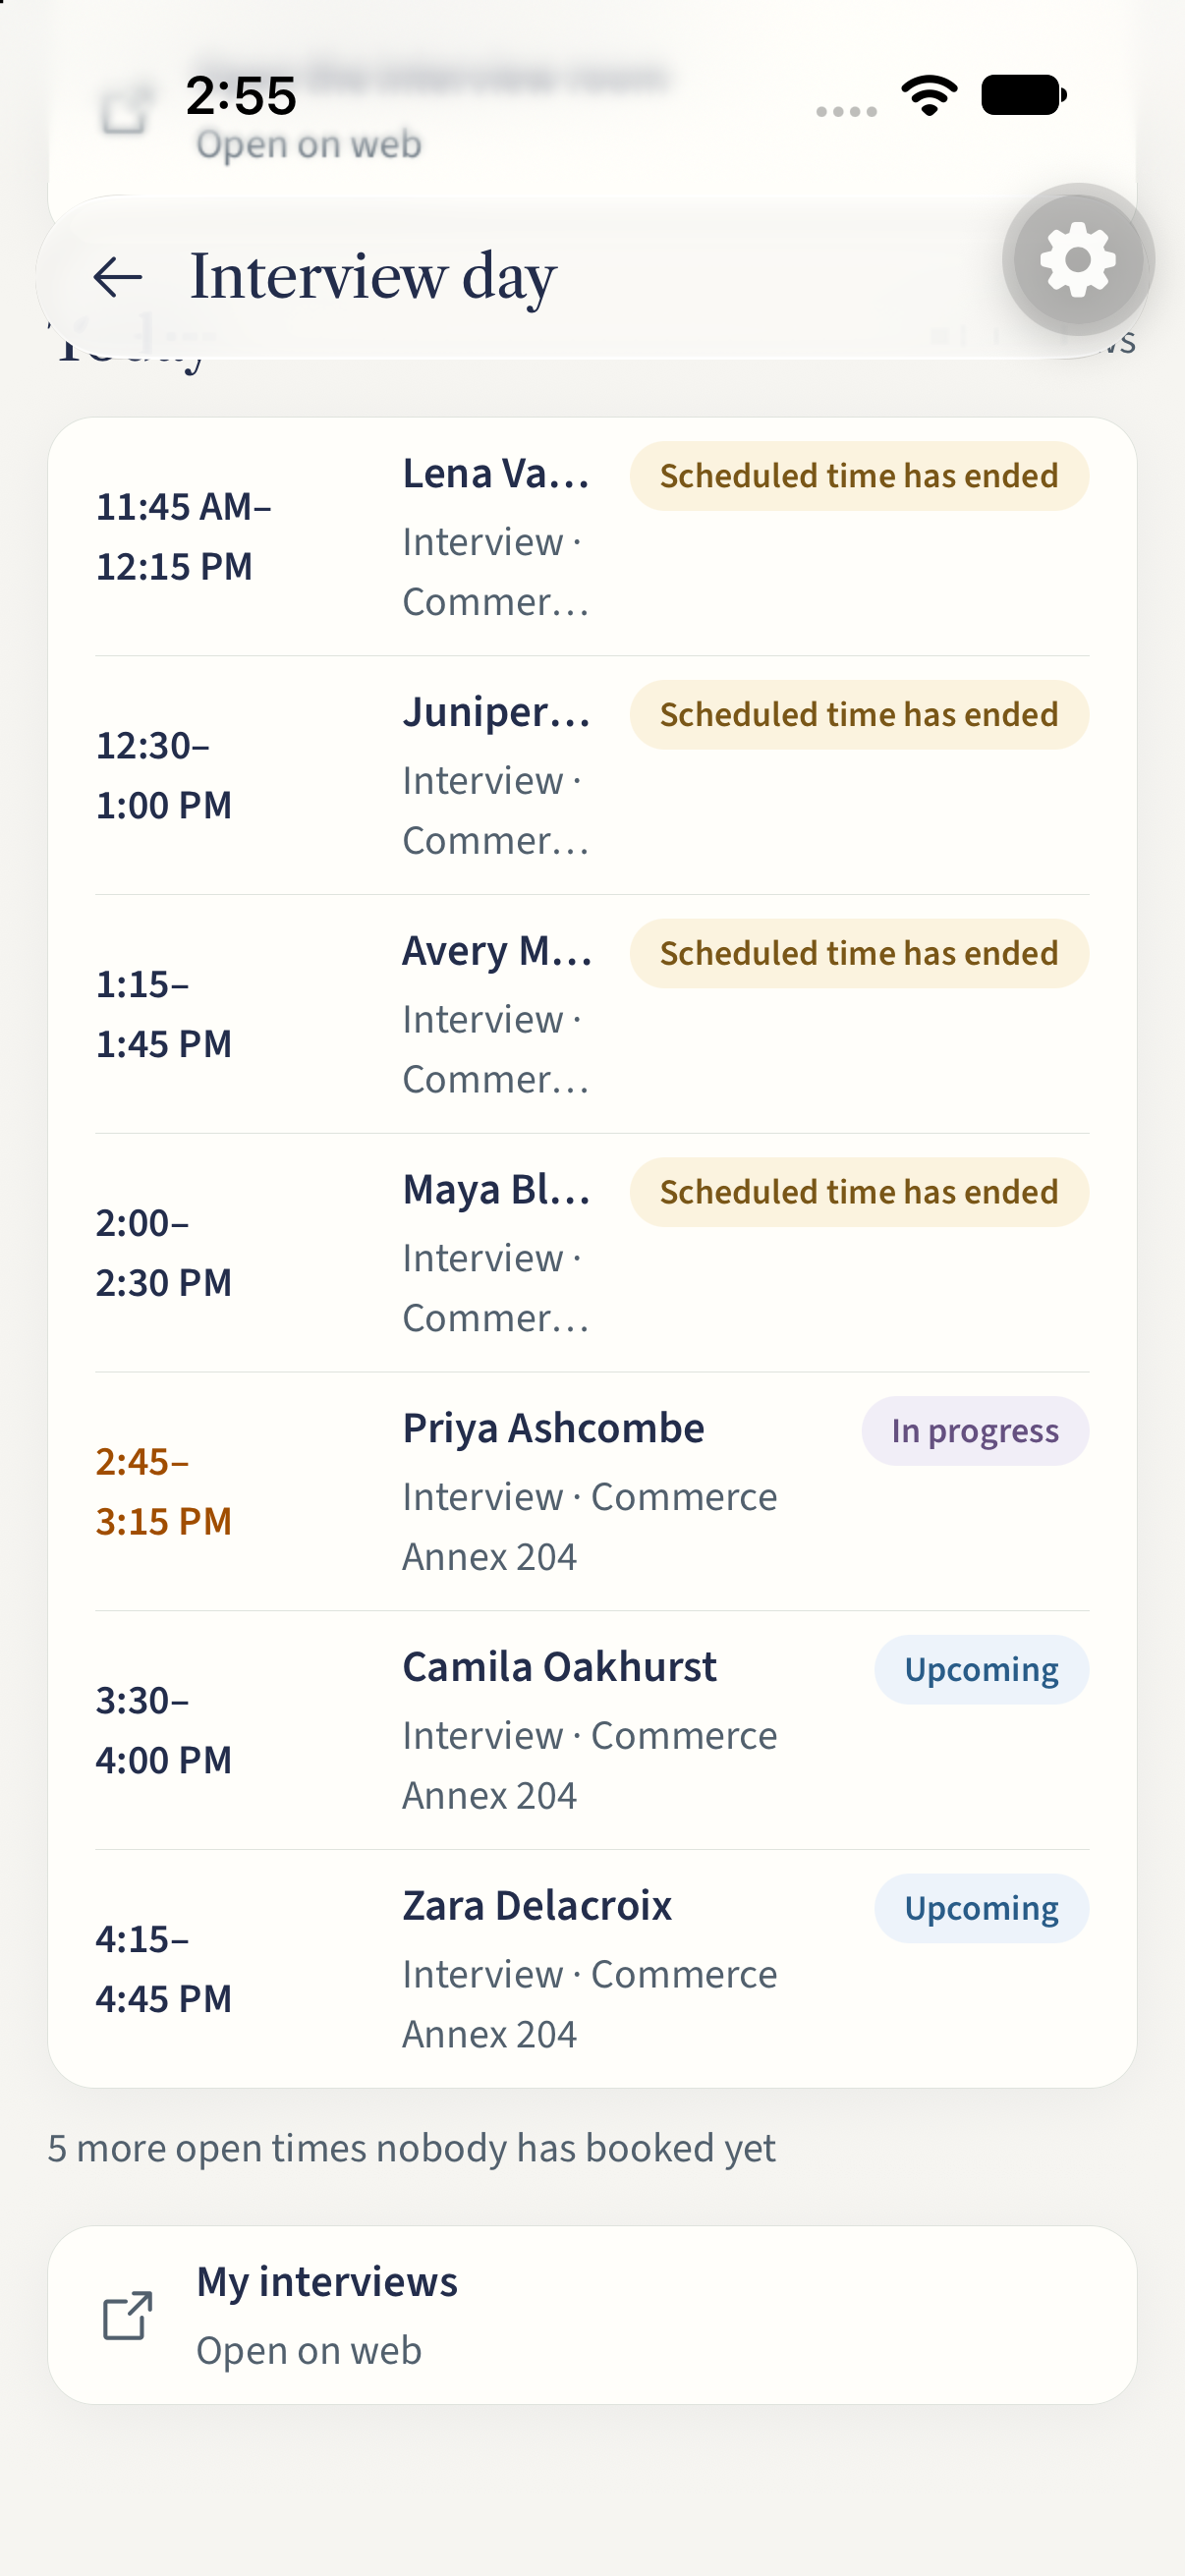 2:55
Open on web
Interview day
Today
11:45 AM–
12:15 PM
Lena Va…
Scheduled time has ended
Interview ·
Commer…
12:30–
1:00 PM
Juniper…
Scheduled time has ended
Interview ·
Commer…
1:15–
1:45 PM
Avery M…
Scheduled time has ended
Interview ·
Commer…
2:00–
2:30 PM
Maya Bl…
Scheduled time has ended
Interview ·
Commer…
2:45–
3:15 PM
Priya Ashcombe
In progress
Interview · Commerce
Annex 204
3:30–
4:00 PM
Camila Oakhurst
Upcoming
Interview · Commerce
Annex 204
4:15–
4:45 PM
Zara Delacroix
Upcoming
Interview · Commerce
Annex 204
5 more open times nobody has booked yet
My interviews
Open on web